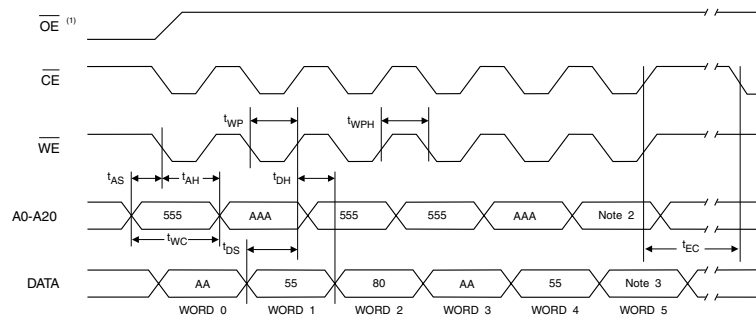 OE (1)
CE
tWP
tWPH
WE
tAS
tAH
tDH
A0-A20
555
AAA
555
555
AAA
Note 2
tWC
tDS
tEC
DATA
AA
55
80
AA
55
Note 3
WORD 0
WORD 1
WORD 2
WORD 3
WORD 4
WORD 5